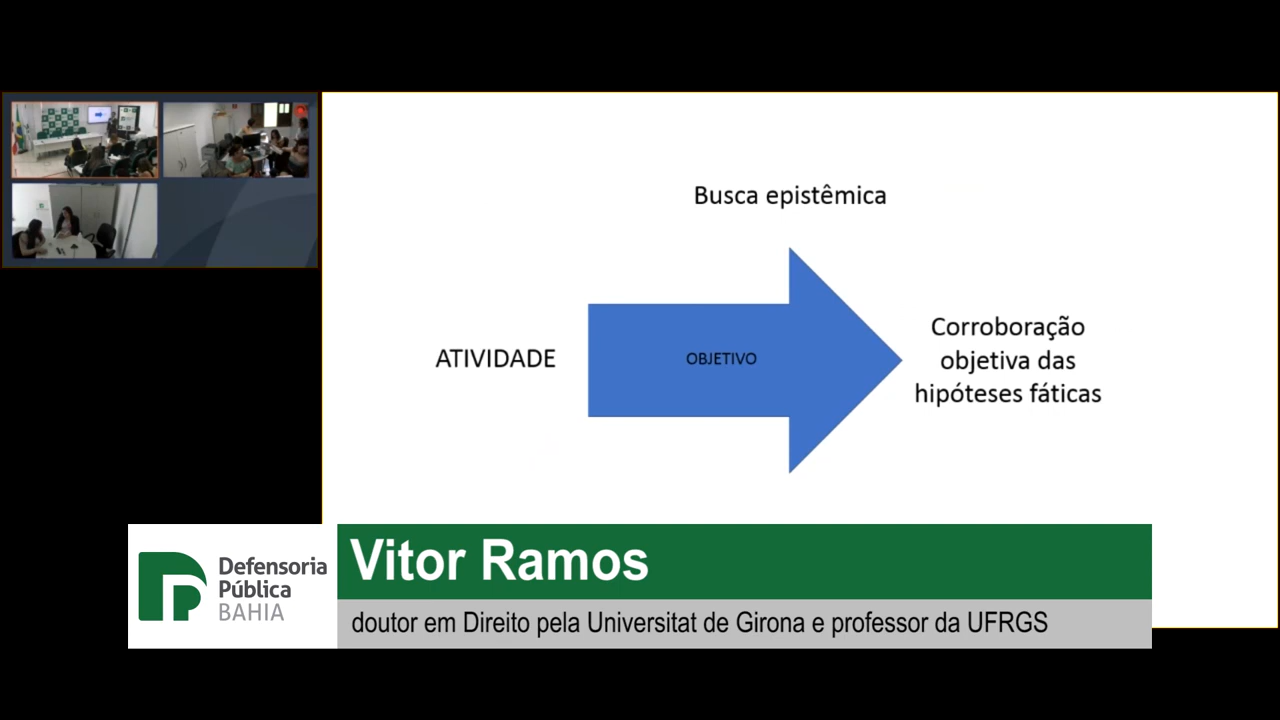 Busca epistêmica
ATIVIDADE
OBJETIVO
Corroboração
objetiva das
hipóteses fáticas
Defensoria
Pública
BAHIA
Vitor Ramos
doutor em Direito pela Universitat de Girona e professor da UFRGS